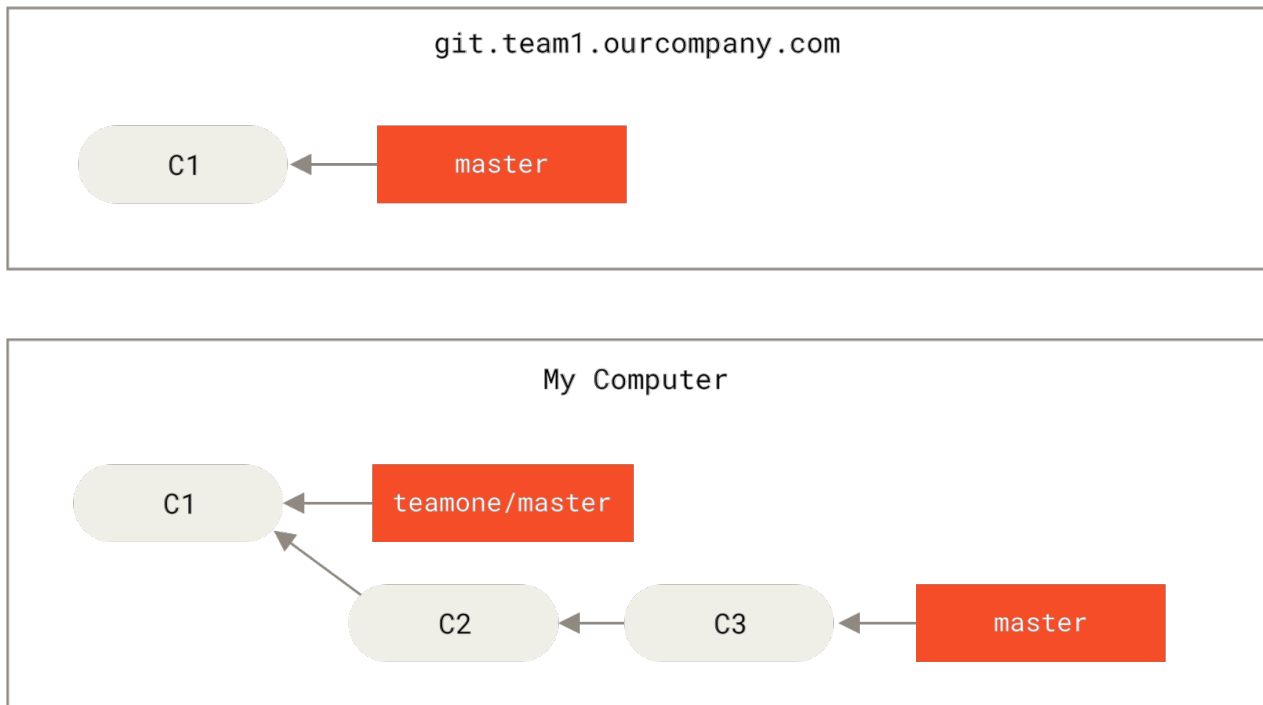 git.team1.ourcompany.com
C1
master
My Computer
C1
teamone/master
C2
C3
master